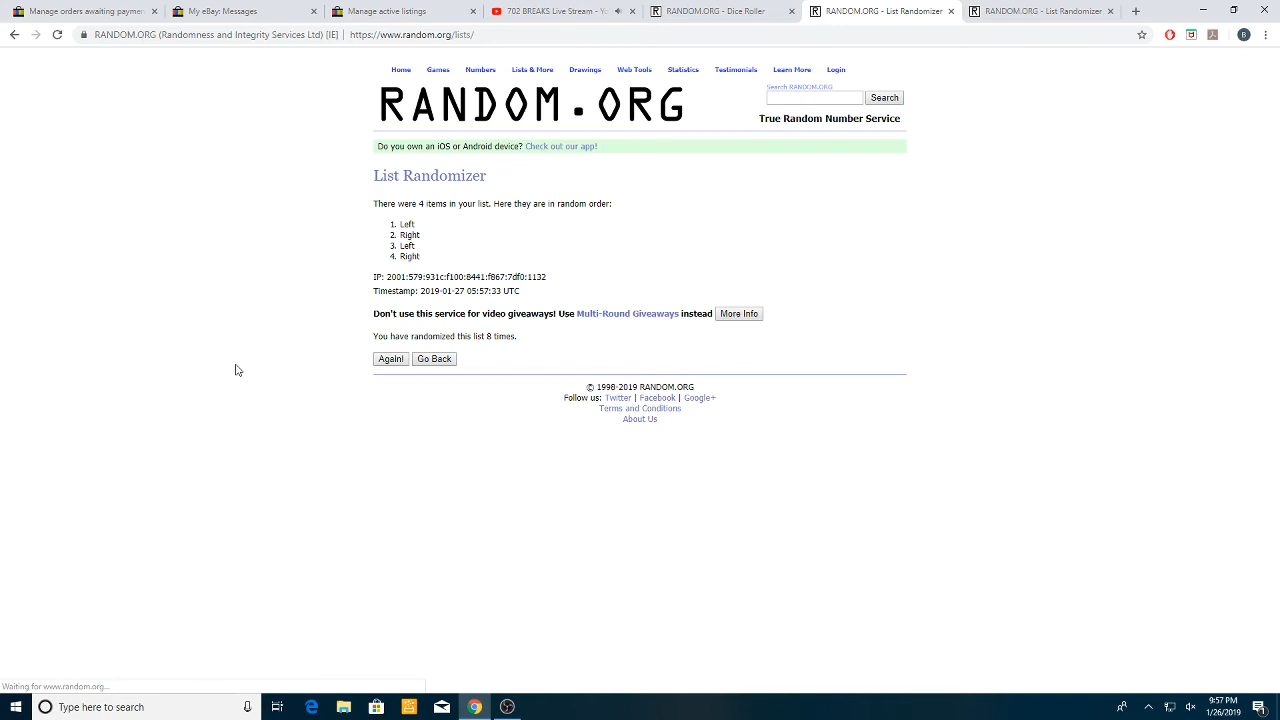 Manage orders awaiting paymen
My eBay: Messages
Manage active listings
702 BREAKS Live Stream - Yo
RANDOM.ORG - Dice Roller
RANDOM.ORG - List Randomizer
RANDOM.ORG - List Randomizer
RANDOM.ORG (Randomness and Integrity Services Ltd) [IE] | https://www.random.org/lists/
B
Home Games Numbers Lists & More Drawings Web Tools Statistics Testimonials Learn More Login
RANDOM.ORG
Search RANDOM.ORG
Search
True Random Number Service
Do you own an iOS or Android device? Check out our app!
List Randomizer
There were 4 items in your list. Here they are in random order:
1. Left
2. Right
3. Left
4. Right
IP: 2001:579:931c:f100:8441:f867:7df0:1132
Timestamp: 2019-01-27 05:57:33 UTC
Don't use this service for video giveaways! Use Multi-Round Giveaways instead More Info
You have randomized this list 8 times.
Again! Go Back
© 1998-2019 RANDOM.ORG
Follow us: Twitter | Facebook | Google+
Terms and Conditions
About Us
Waiting for www.random.org...
Type here to search
9:57 PM
1/26/2019